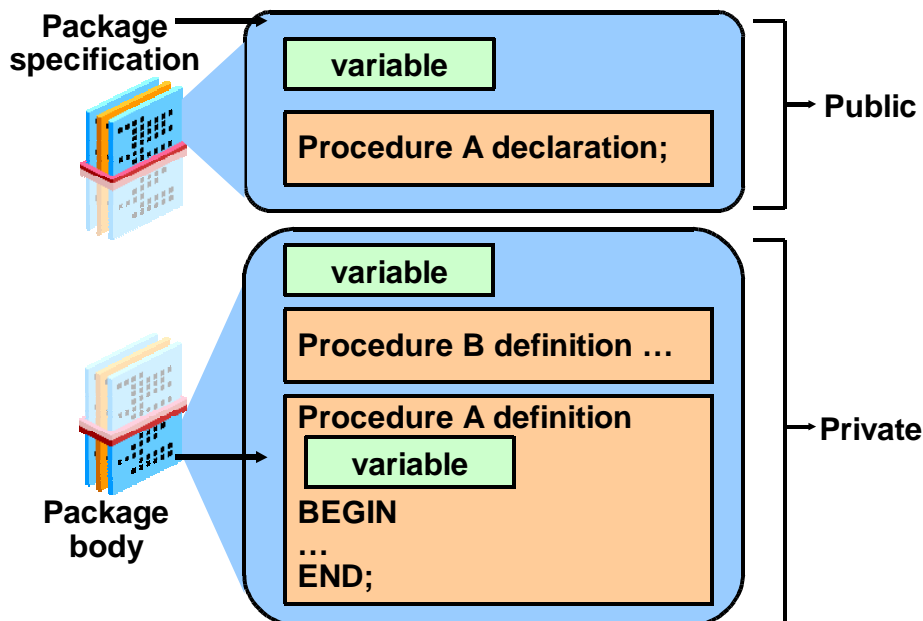 Package
specification
variable
Procedure A declaration;
Public
variable
Procedure B definition …
Procedure A definition
variable
BEGIN
…
END;
Private
Package
body